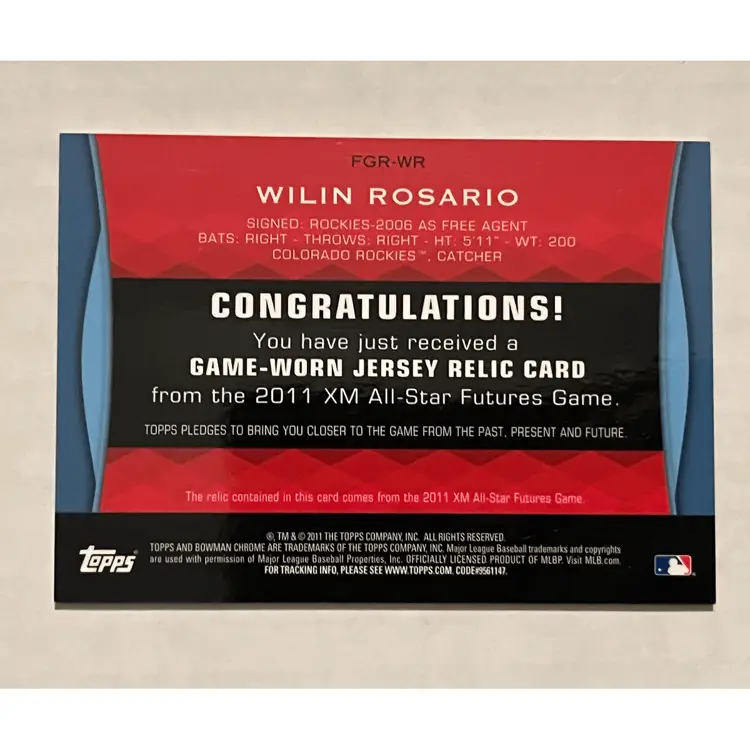 FGR-WR
WILIN ROSARIO
SIGNED: ROCKIES-2006 AS FREE AGENT
BATS: RIGHT - THROWS: RIGHT - HT: 5'11" - WT: 200
COLORADO ROCKIES™, CATCHER
CONGRATULATIONS!
You have just received a
GAME-WORN JERSEY RELIC CARD
from the 2011 XM All-Star Futures Game.
TOPPS PLEDGES TO BRING YOU CLOSER TO THE GAME FROM THE PAST, PRESENT AND FUTURE.
The relic contained in this card comes from the 2011 XM All-Star Futures Game.
®, TM & © 2011 THE TOPPS COMPANY, INC. ALL RIGHTS RESERVED.
TOPPS AND BOWMAN CHROME ARE TRADEMARKS OF THE TOPPS COMPANY, INC. Major League Baseball trademarks and copyrights
are used with permission of Major League Baseball Properties, Inc. OFFICIALLY LICENSED PRODUCT OF MLBP. Visit MLB.com.
FOR TRACKING INFO, PLEASE SEE WWW.TOPPS.COM. CODE#9561147.
Topps®